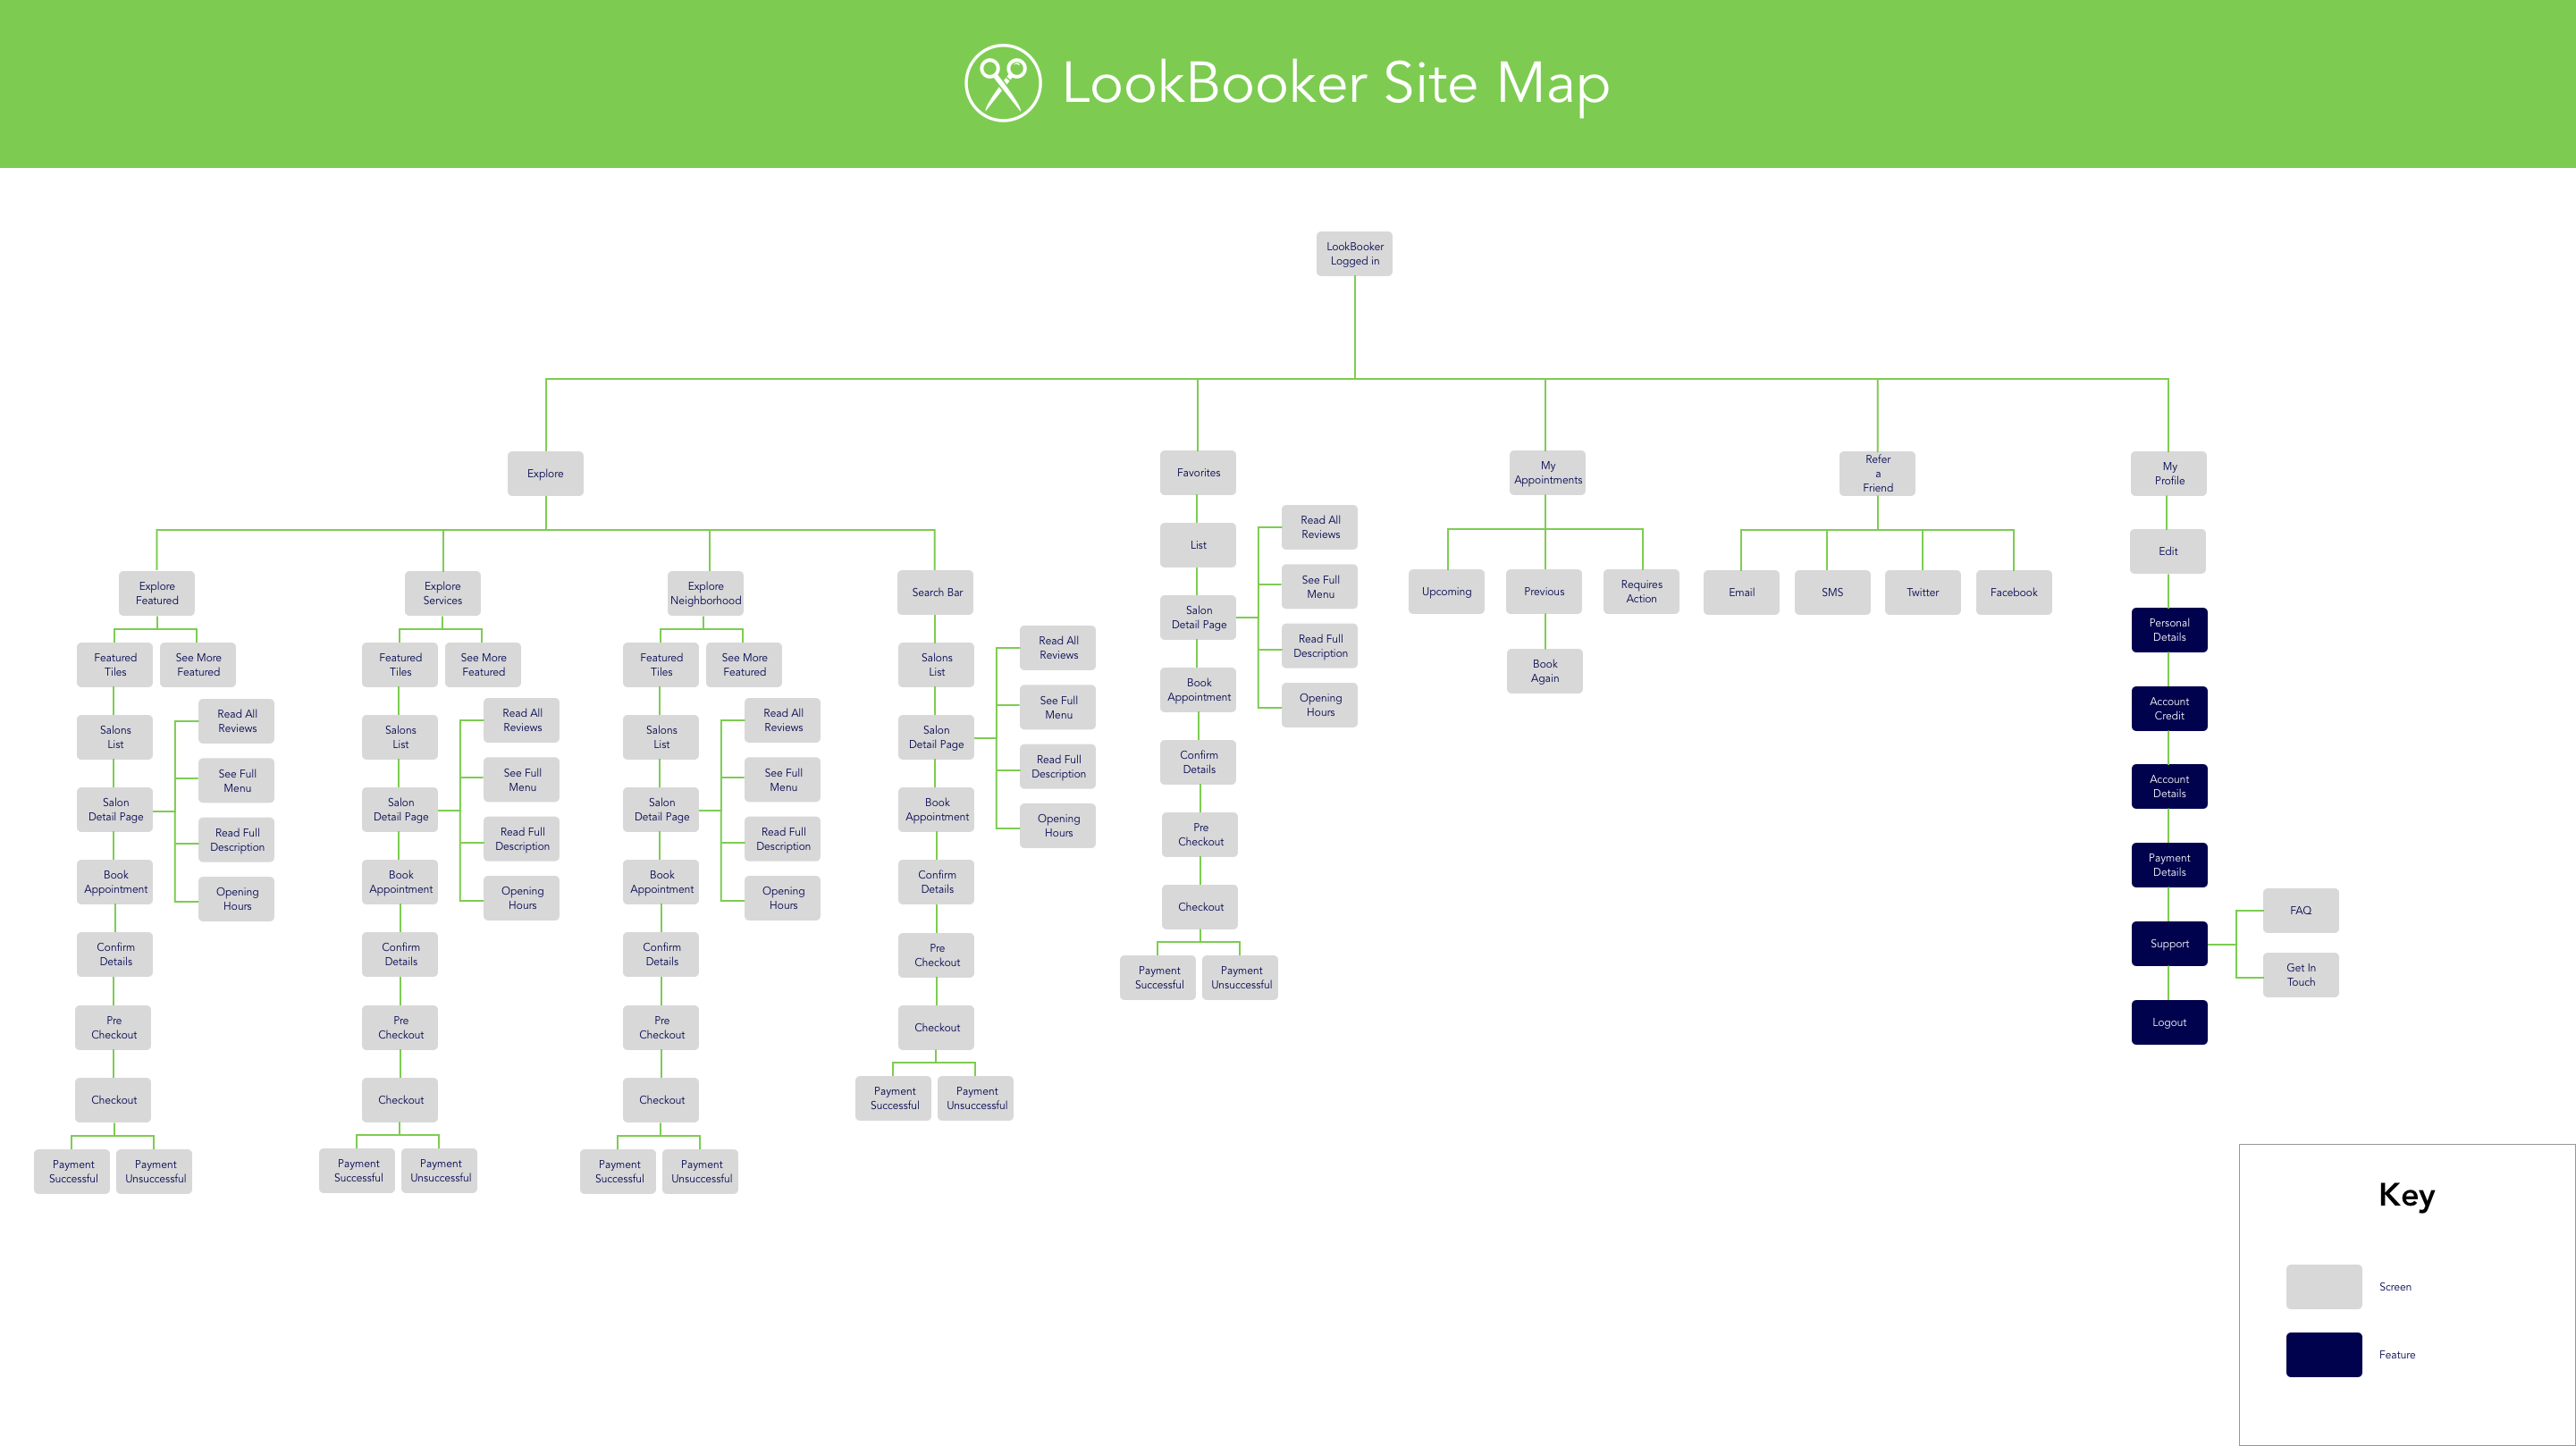 LookBooker Site Map
LookBooker
Logged in
Explore
Favorites
My
Appointments
Refer
a
Friend
My
Profile
Explore
Featured
Featured
Tiles
See More
Featured
Salons
List
Salon
Detail Page
Read All
Reviews
See Full
Menu
Read Full
Description
Opening
Hours
Book
Appointment
Confirm
Details
Pre
Checkout
Checkout
Payment
Successful
Payment
Unsuccessful
Explore
Services
Featured
Tiles
See More
Featured
Salons
List
Salon
Detail Page
Read All
Reviews
See Full
Menu
Read Full
Description
Opening
Hours
Book
Appointment
Confirm
Details
Pre
Checkout
Checkout
Payment
Successful
Payment
Unsuccessful
Explore
Neighborhood
Featured
Tiles
See More
Featured
Salons
List
Salon
Detail Page
Read All
Reviews
See Full
Menu
Read Full
Description
Opening
Hours
Book
Appointment
Confirm
Details
Pre
Checkout
Checkout
Payment
Successful
Payment
Unsuccessful
Search Bar
Salons
List
Salon
Detail Page
Read All
Reviews
See Full
Menu
Read Full
Description
Opening
Hours
Book
Appointment
Confirm
Details
Pre
Checkout
Checkout
Payment
Successful
Payment
Unsuccessful
List
Salon
Detail Page
Read All
Reviews
See Full
Menu
Read Full
Description
Opening
Hours
Book
Appointment
Confirm
Details
Pre
Checkout
Checkout
Payment
Successful
Payment
Unsuccessful
Upcoming
Previous
Requires
Action
Book
Again
Email
SMS
Twitter
Facebook
Edit
Personal
Details
Account
Credit
Account
Details
Payment
Details
Support
FAQ
Get In
Touch
Logout
Key
Screen
Feature